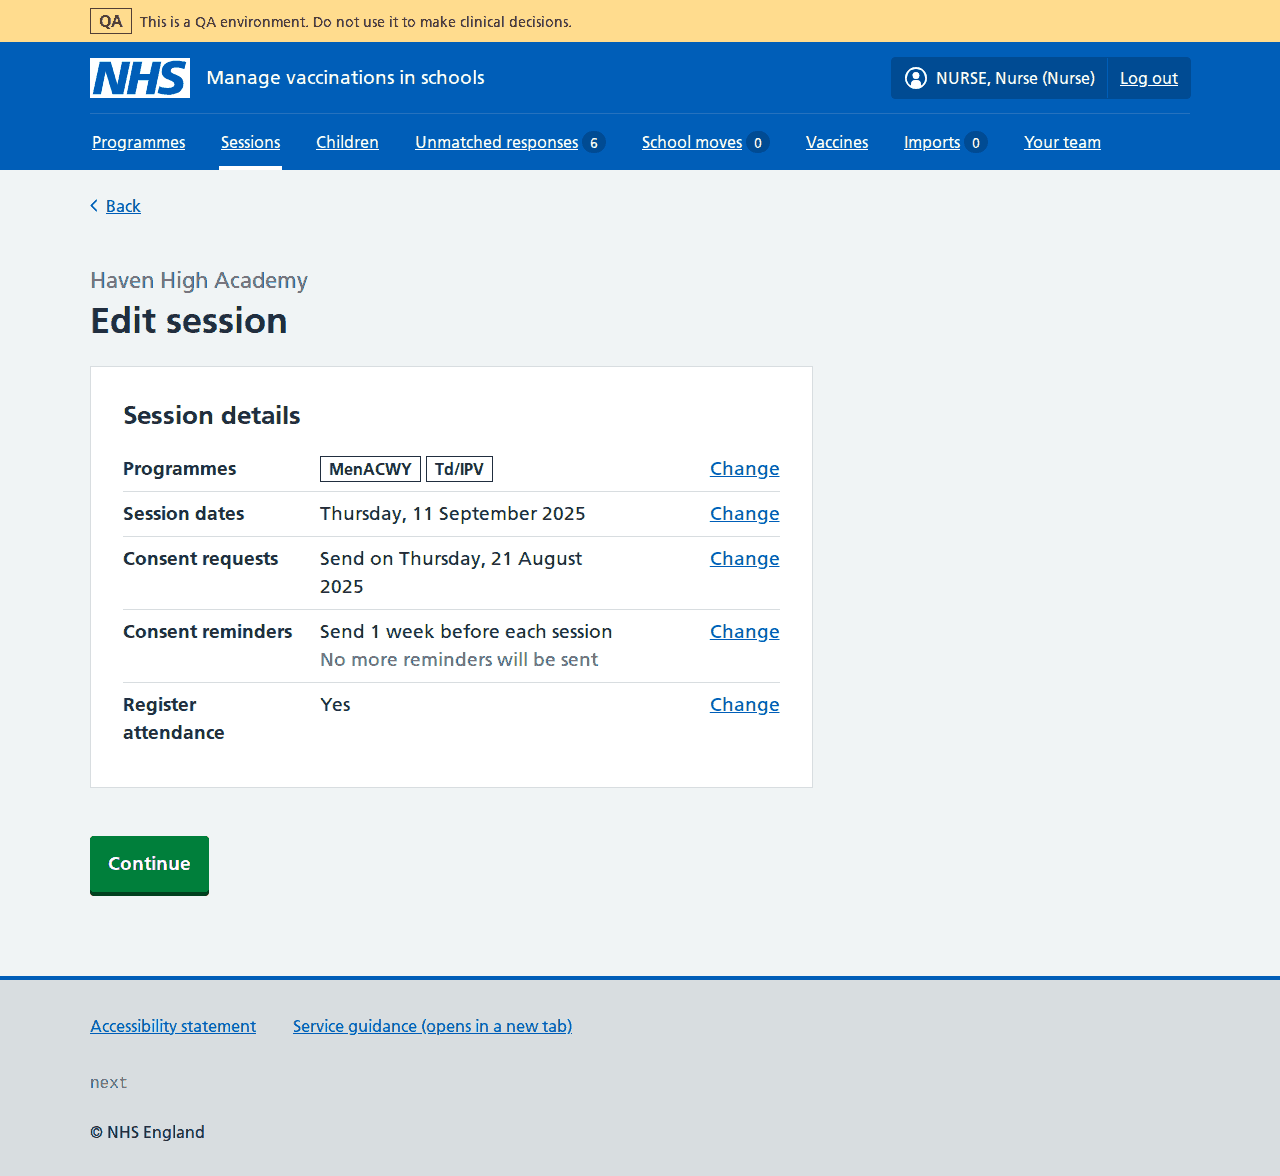 QA This is a QA environment. Do not use it to make clinical decisions.
NHS Manage vaccinations in schools NURSE, Nurse (Nurse) Log out
Programmes Sessions Children Unmatched responses 6 School moves 0 Vaccines Imports 0 Your team
Back
Haven High Academy
Edit session
Session details
Programmes MenACWY Td/IPV Change
Session dates Thursday, 11 September 2025 Change
Consent requests Send on Thursday, 21 August Change
2025
Consent reminders Send 1 week before each session Change
No more reminders will be sent
Register Yes Change
attendance
Continue
Accessibility statement Service guidance (opens in a new tab)
next
© NHS England